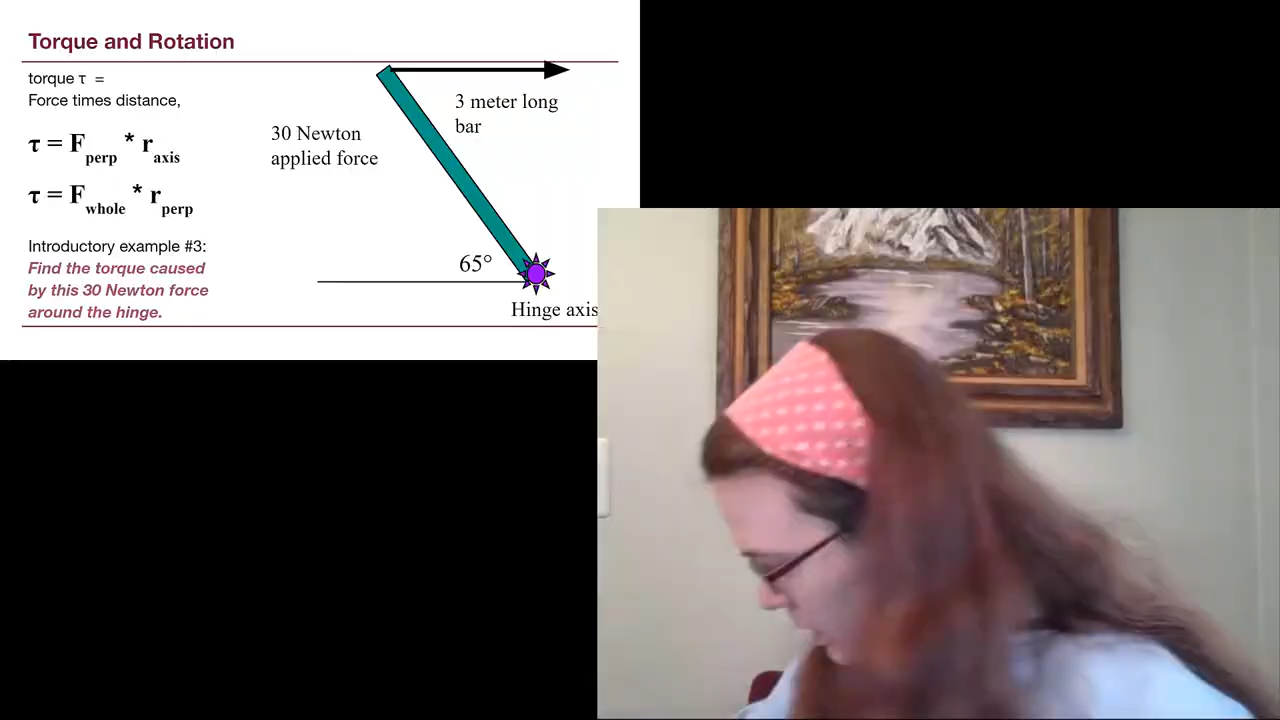 Torque and Rotation
torque τ =
Force times distance,
τ = Fperp * raxis
τ = Fwhole * rperp
Introductory example #3:
Find the torque caused
by this 30 Newton force
around the hinge.
30 Newton
applied force
3 meter long
bar
65°
Hinge axis